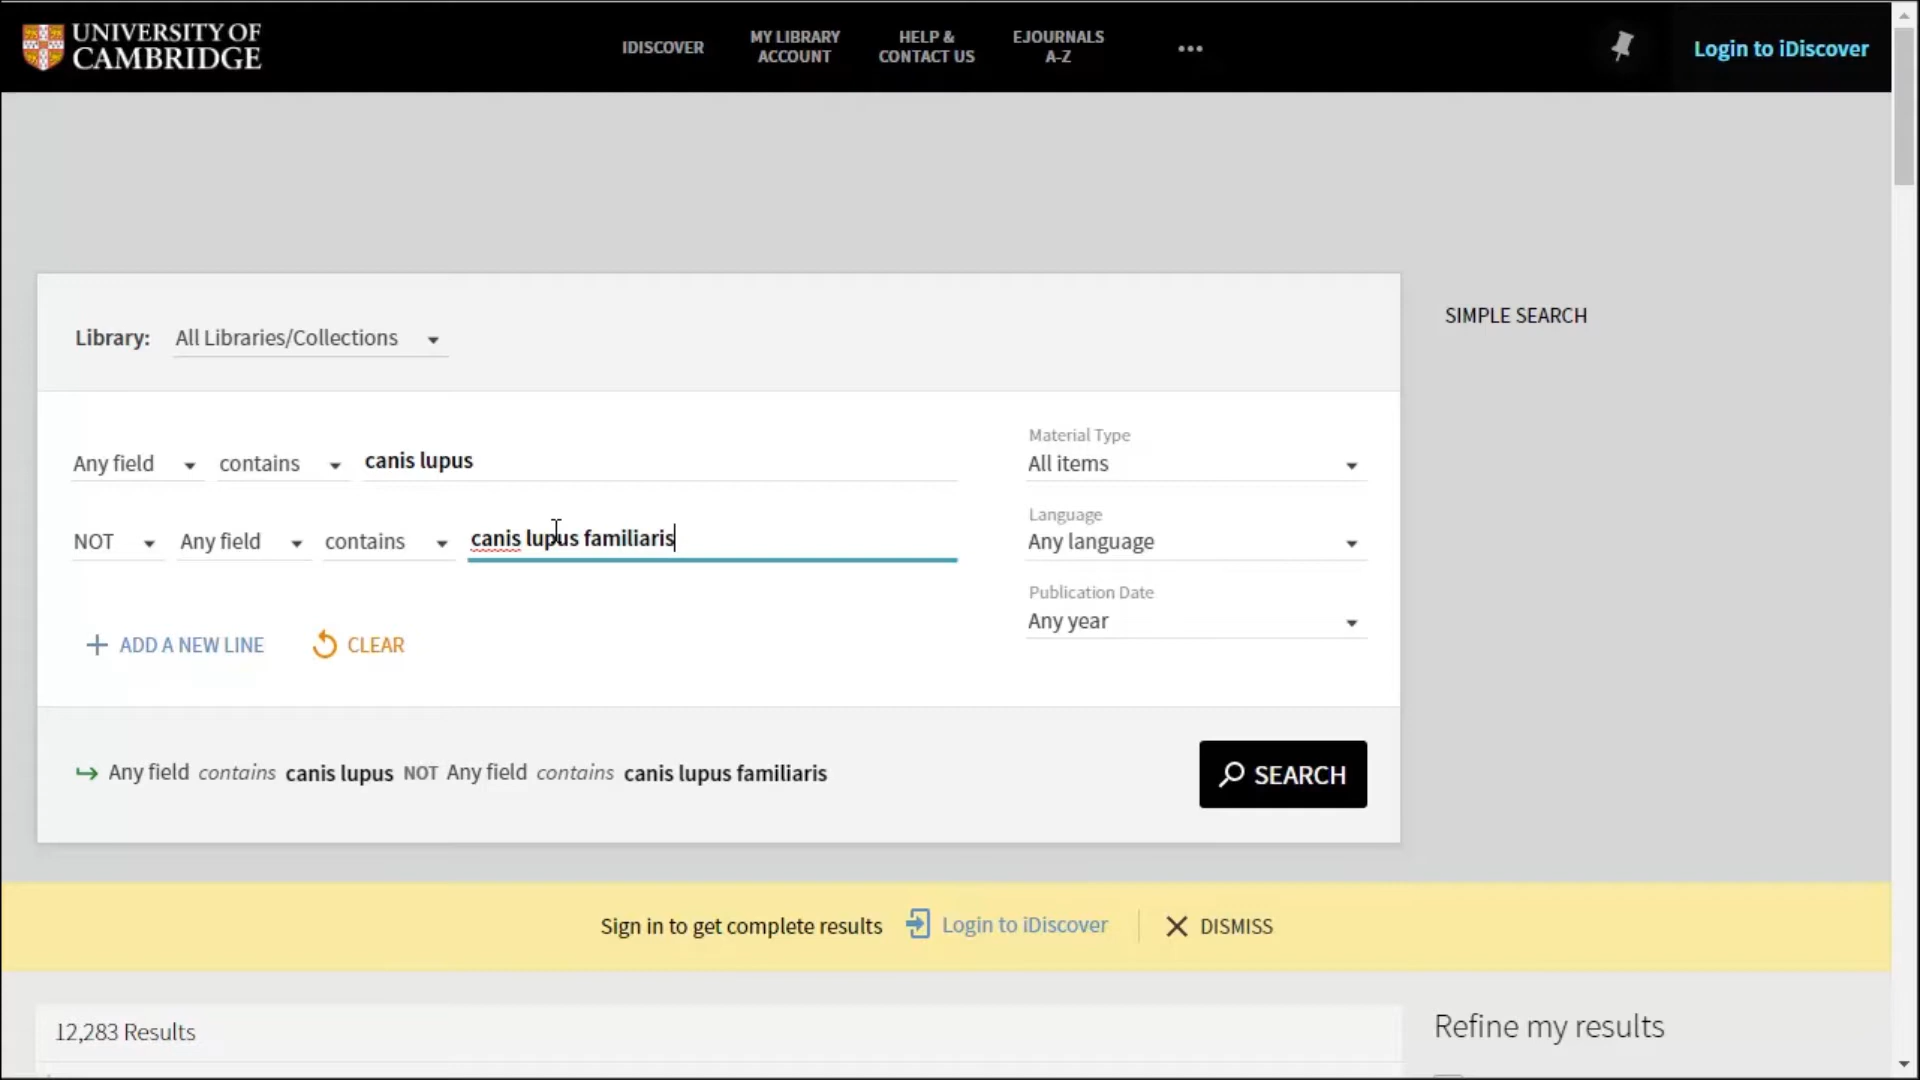 UNIVERSITY OF
CAMBRIDGE
IDISCOVER
MY LIBRARY
ACCOUNT
HELP &
CONTACT US
EJOURNALS
A-Z
Login to iDiscover
Library: All Libraries/Collections
SIMPLE SEARCH
Any field contains canis lupus
NOT Any field contains canis lupus familiaris
Material Type
All items
Language
Any language
Publication Date
Any year
ADD A NEW LINE CLEAR
Any field contains canis lupus NOT Any field contains canis lupus familiaris
SEARCH
Sign in to get complete results Login to iDiscover DISMISS
12,283 Results
Refine my results